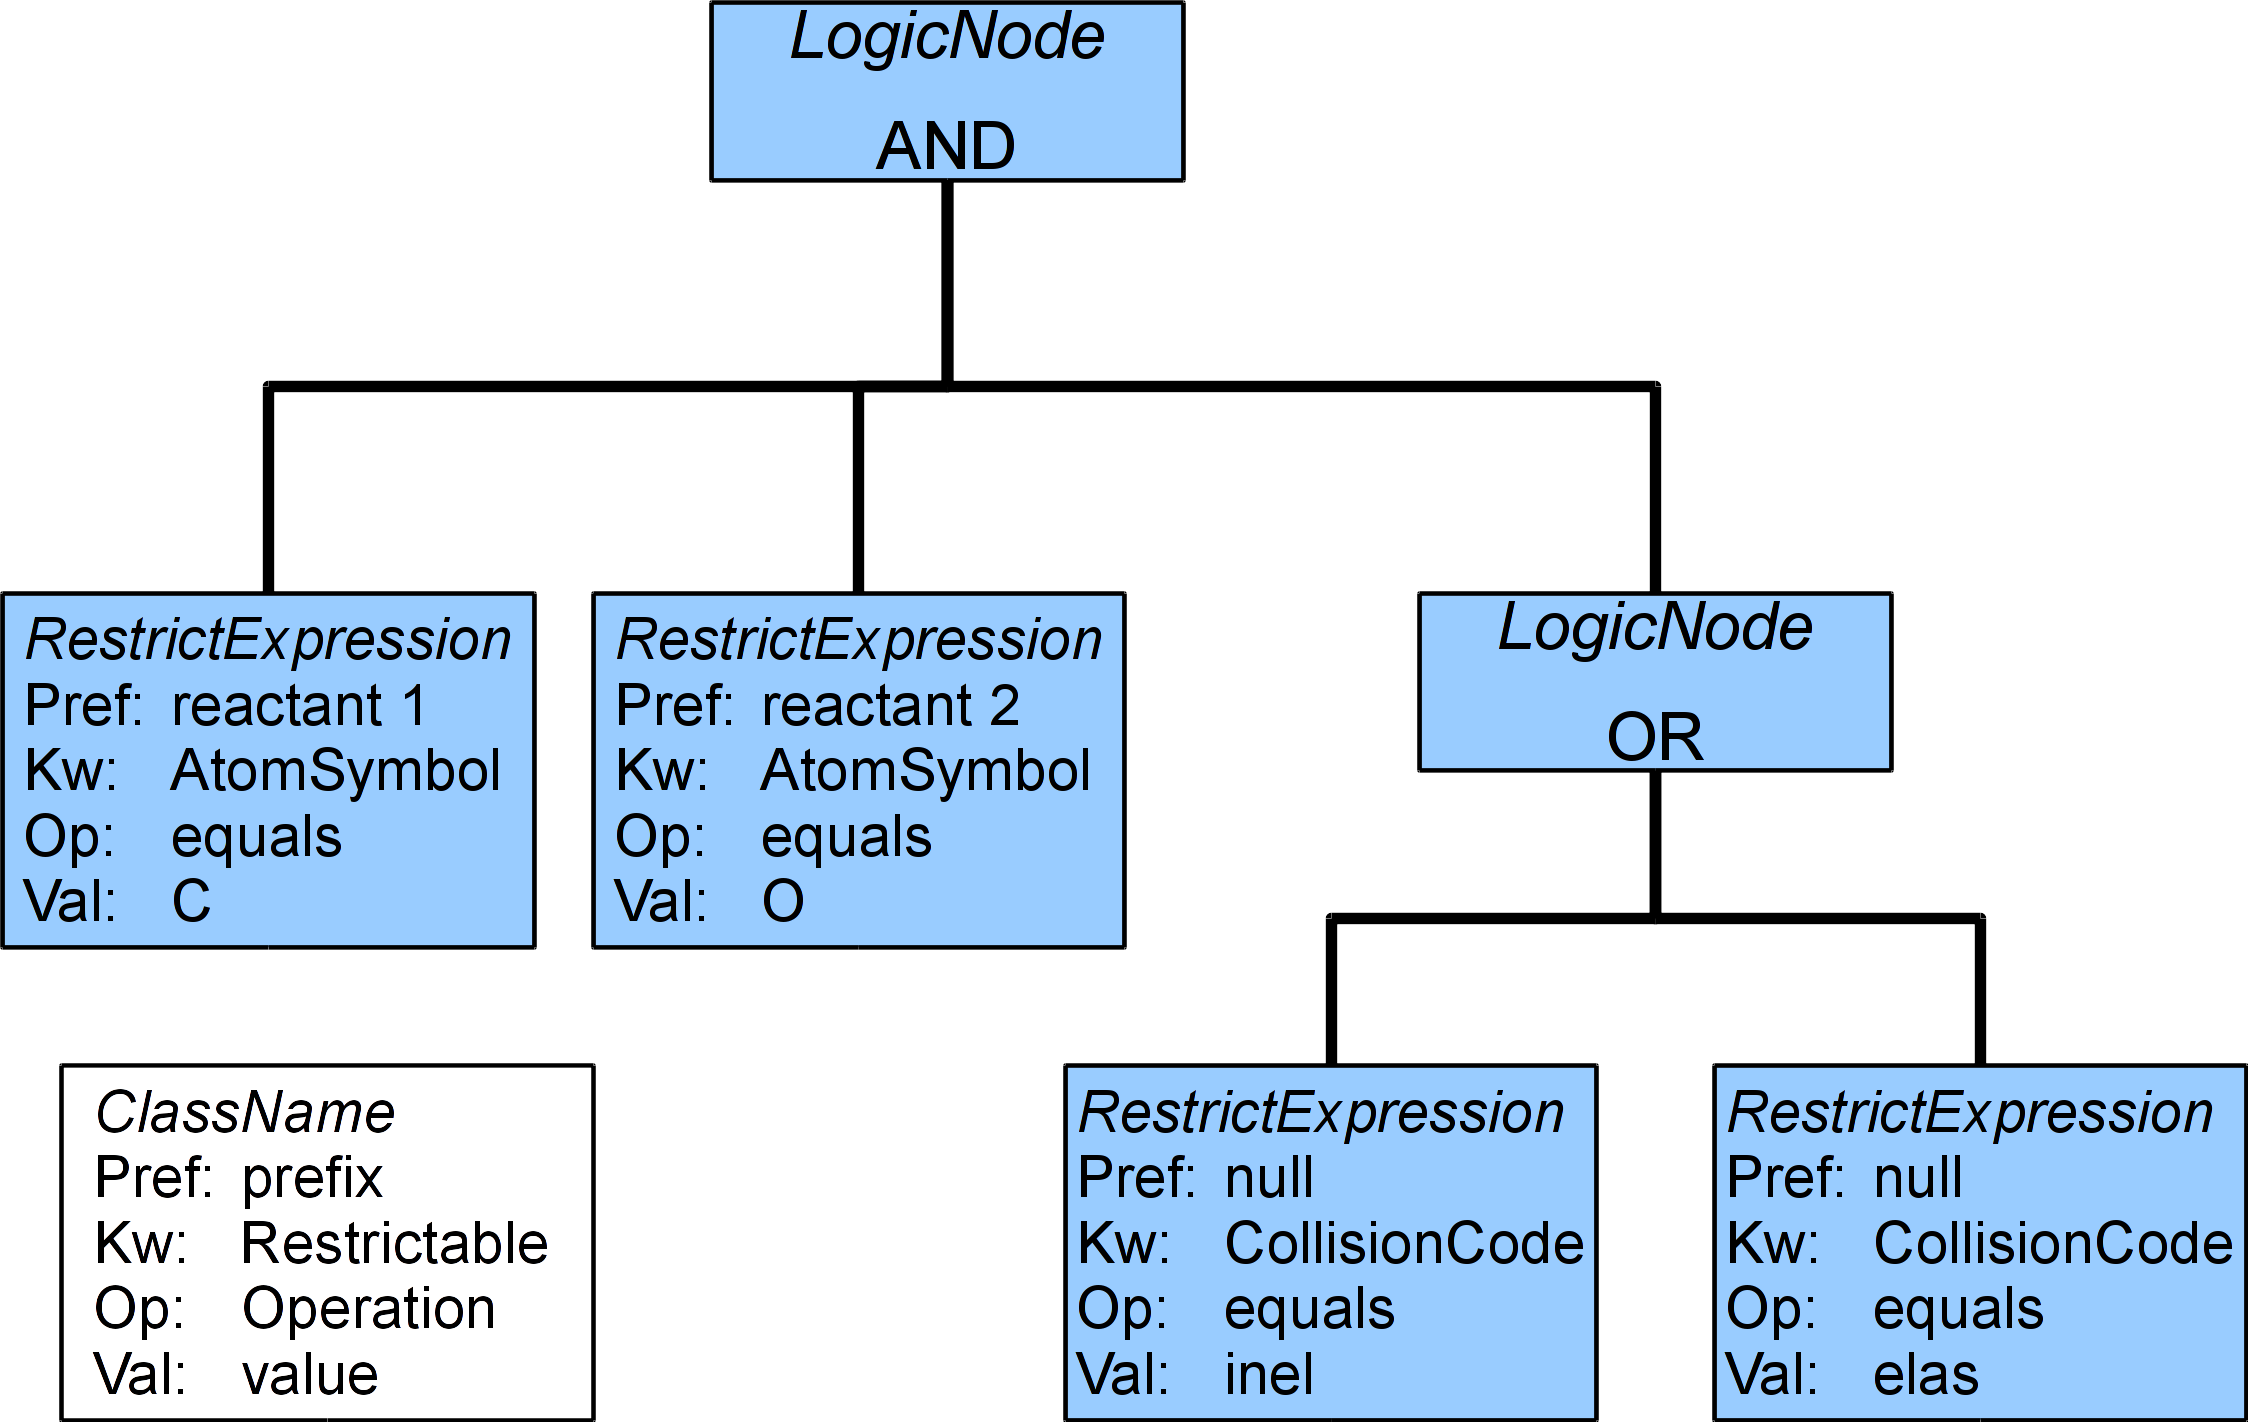 LogicNode
AND
RestrictExpression
Pref: reactant 1
Kw: AtomSymbol
Op: equals
Val: C
RestrictExpression
Pref: reactant 2
Kw: AtomSymbol
Op: equals
Val: O
LogicNode
OR
ClassName
Pref: prefix
Kw: Restrictable
Op: Operation
Val: value
RestrictExpression
Pref: null
Kw: CollisionCode
Op: equals
Val: inel
RestrictExpression
Pref: null
Kw: CollisionCode
Op: equals
Val: elas